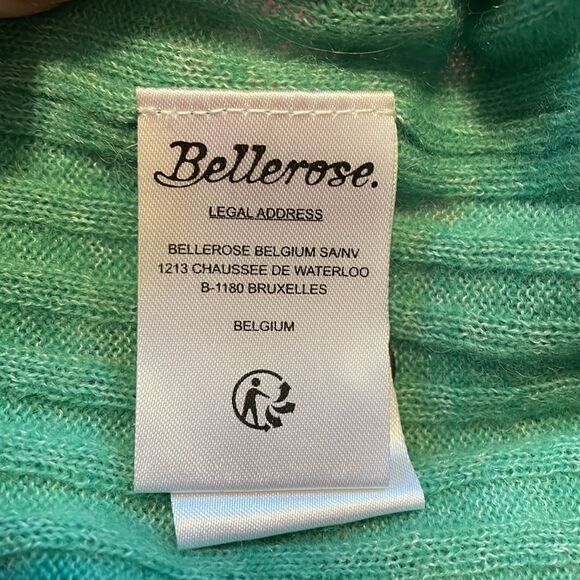 Bellerose.
LEGAL ADDRESS
BELLEROSE BELGIUM SA/NV
1213 CHAUSSEE DE WATERLOO
B-1180 BRUXELLES
BELGIUM